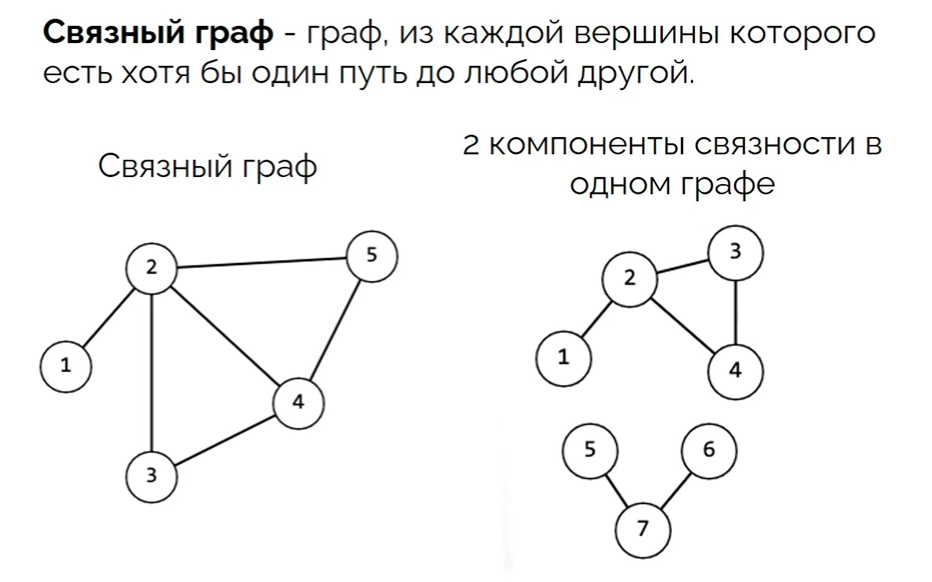 Связный граф - граф, из каждой вершины которого
есть хотя бы один путь до любой другой.
Связный граф
2
5
1
4
3
2 компоненты связности в
одном графе
3
2
1
4
5
6
7